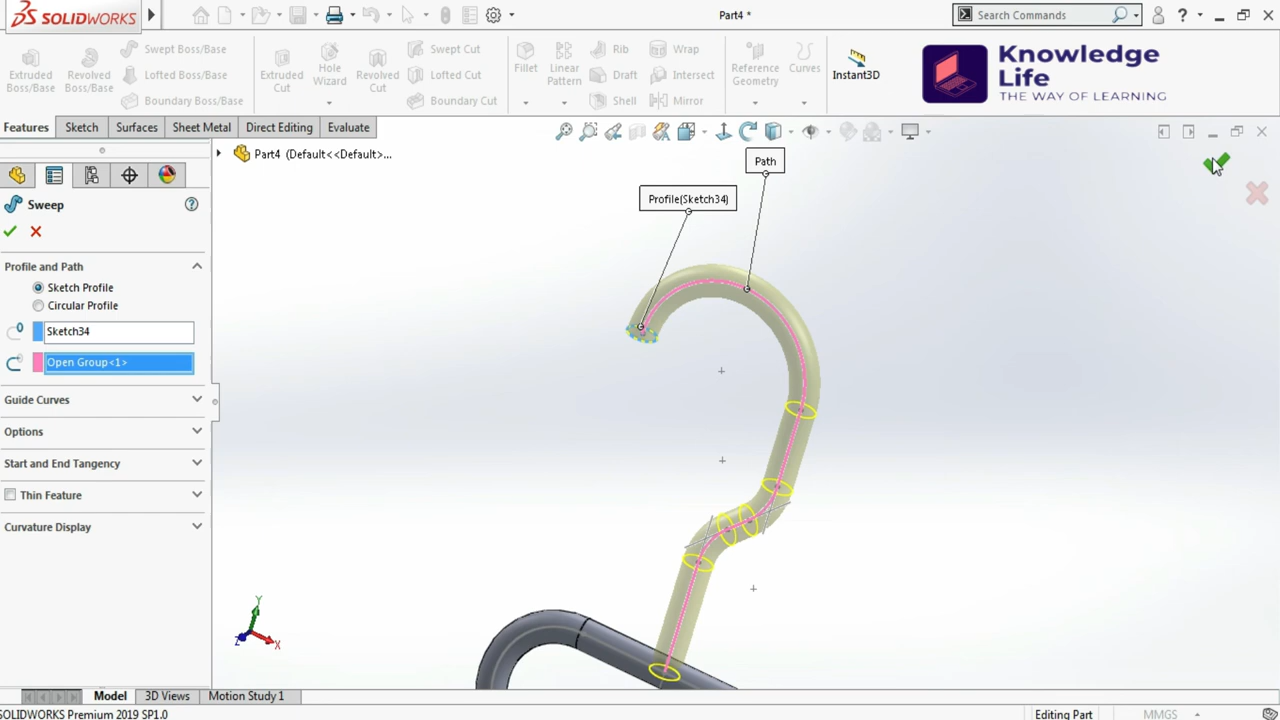 SOLIDWORKS
Part4 *
Search Commands
?
Extruded Boss/Base
Revolved Boss/Base
Swept Boss/Base
Lofted Boss/Base
Boundary Boss/Base
Extruded Cut
Hole Wizard
Revolved Cut
Swept Cut
Lofted Cut
Boundary Cut
Fillet
Linear Pattern
Rib
Draft
Shell
Wrap
Intersect
Mirror
Reference Geometry
Curves
Instant3D
Knowledge
Life
THE WAY OF LEARNING
Features Sketch Surfaces Sheet Metal Direct Editing Evaluate
Part4 (Default<<Default>...
Sweep
Profile and Path
Sketch Profile
Circular Profile
Sketch34
Open Group<1>
Guide Curves
Options
Start and End Tangency
Thin Feature
Curvature Display
Path
Profile(Sketch34)
Y
Z
X
Model 3D Views Motion Study 1
SOLIDWORKS Premium 2019 SP1.0
Editing Part
MMGS